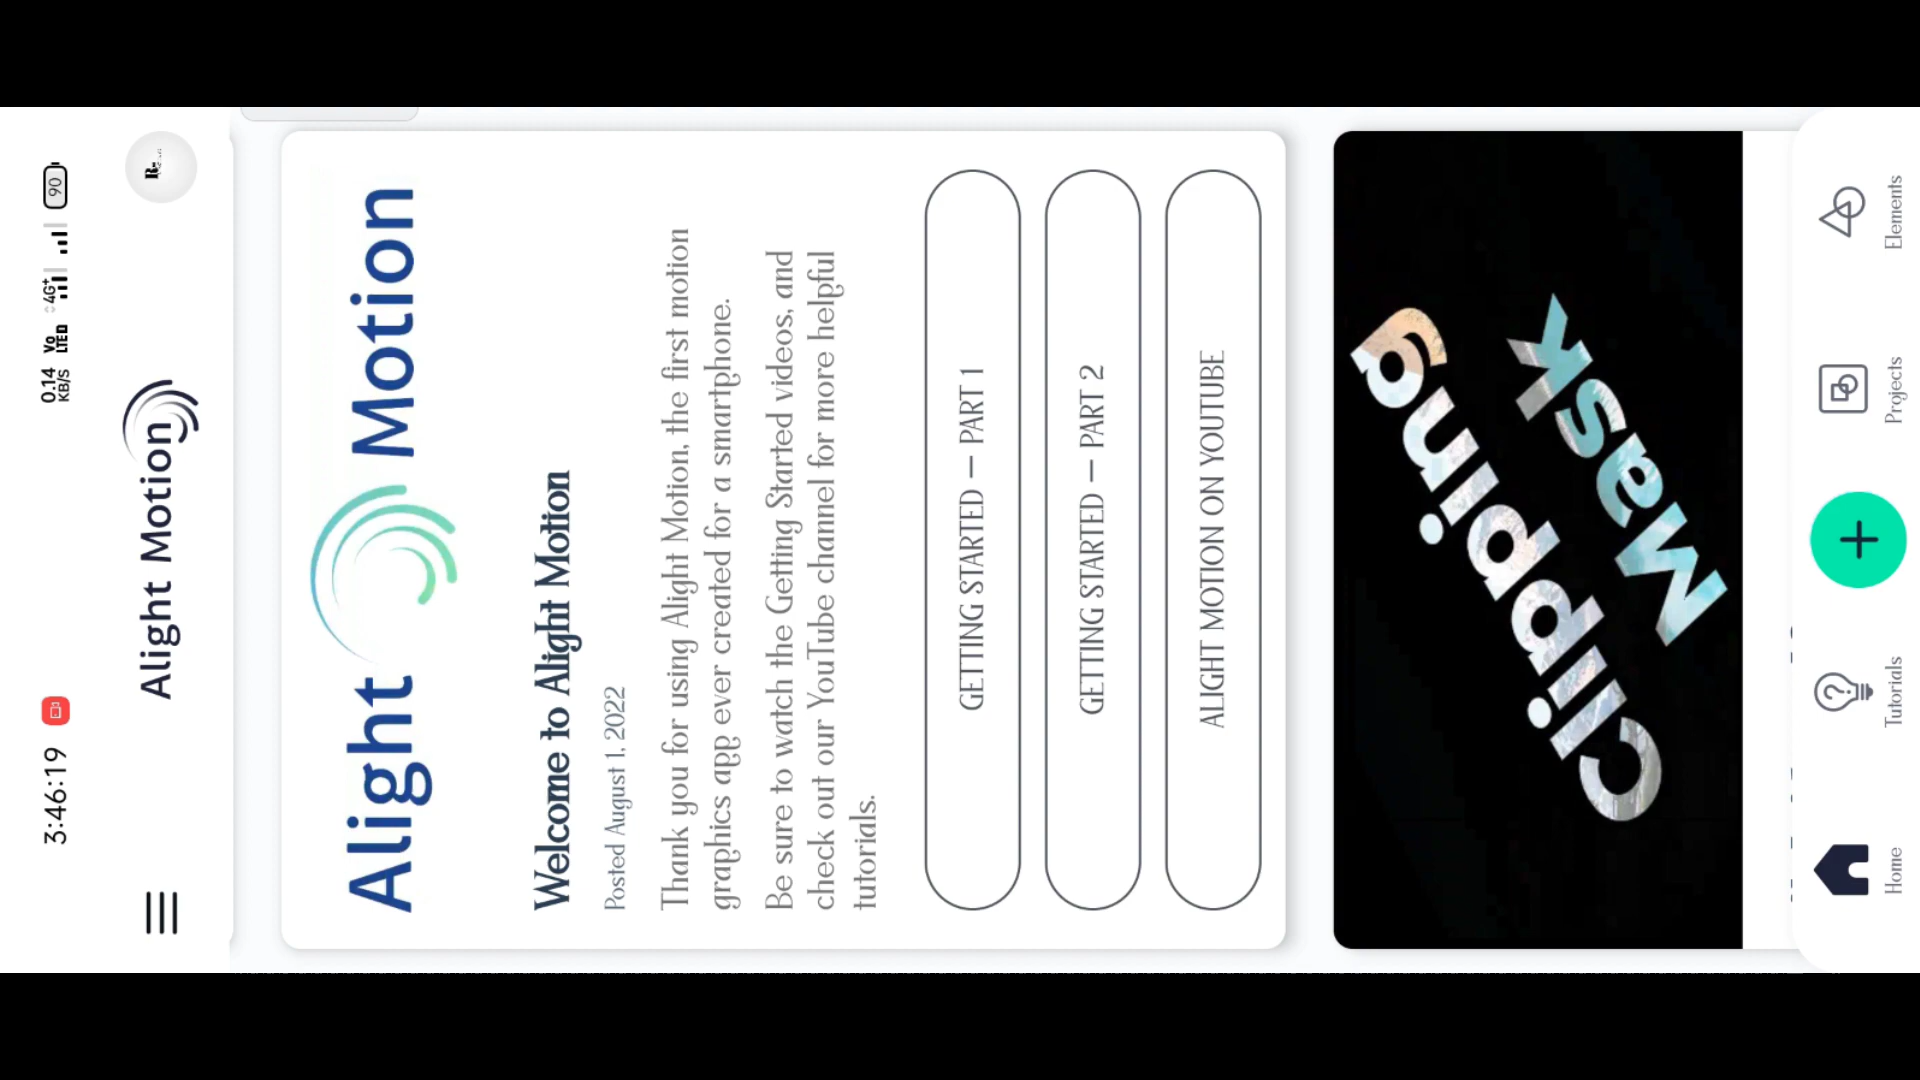 3:46:19
0.14 KB/S
Vo LTED
4G+
90
Alight Motion
Alight Motion
Welcome to Alight Motion
Posted August 1, 2022
Thank you for using Alight Motion, the first motion
graphics app ever created for a smartphone.
Be sure to watch the Getting Started videos, and
check out our YouTube channel for more helpful
tutorials.
GETTING STARTED – PART 1
GETTING STARTED – PART 2
ALIGHT MOTION ON YOUTUBE
Clipping
Mask
Home
Tutorials
Projects
Elements